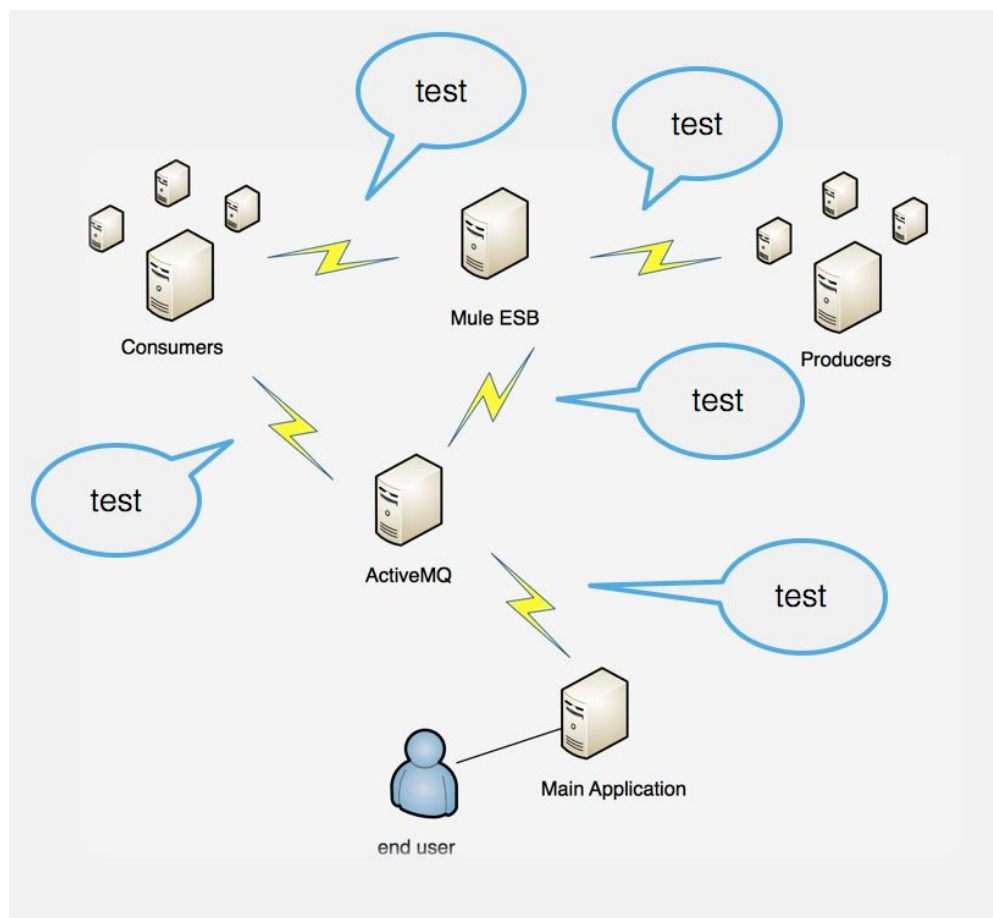 test
test
Mule ESB
Consumers
Producers
test
test
ActiveMQ
test
Main Application
end user